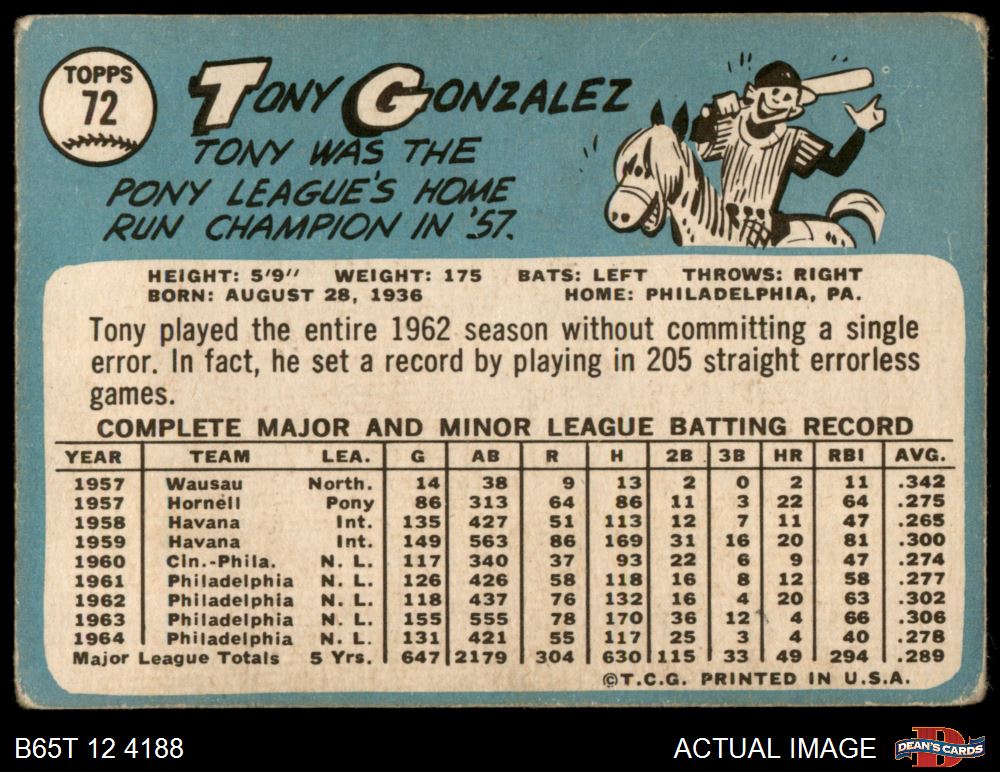 TOPPS
72
TONY GONZALEZ
TONY WAS THE
PONY LEAGUE'S HOME
RUN CHAMPION IN '57.
HEIGHT: 5'9" WEIGHT: 175 BATS: LEFT THROWS: RIGHT
BORN: AUGUST 28, 1936 HOME: PHILADELPHIA, PA.
Tony played the entire 1962 season without committing a single
error. In fact, he set a record by playing in 205 straight errorless
games.
COMPLETE MAJOR AND MINOR LEAGUE BATTING RECORD
YEAR TEAM LEA. G AB R H 2B 3B HR RBI AVG.
1957 Wausau North. 14 38 9 13 2 0 2 11 .342
1957 Hornell Pony 86 313 64 86 11 3 22 64 .275
1958 Havana Int. 135 427 51 113 12 7 11 47 .265
1959 Havana Int. 149 563 86 169 31 16 20 81 .300
1960 Cin.-Phila. N. L. 117 340 37 93 22 6 9 47 .274
1961 Philadelphia N. L. 126 426 58 118 16 8 12 58 .277
1962 Philadelphia N. L. 118 437 76 132 16 4 20 63 .302
1963 Philadelphia N. L. 155 555 78 170 36 12 4 66 .306
1964 Philadelphia N. L. 131 421 55 117 25 3 4 40 .278
Major League Totals 5 Yrs. 647 2179 304 630 115 33 49 294 .289
©T.C.G. PRINTED IN U.S.A.
B65T 12 4188 ACTUAL IMAGE
D
DEAN'S CARDS